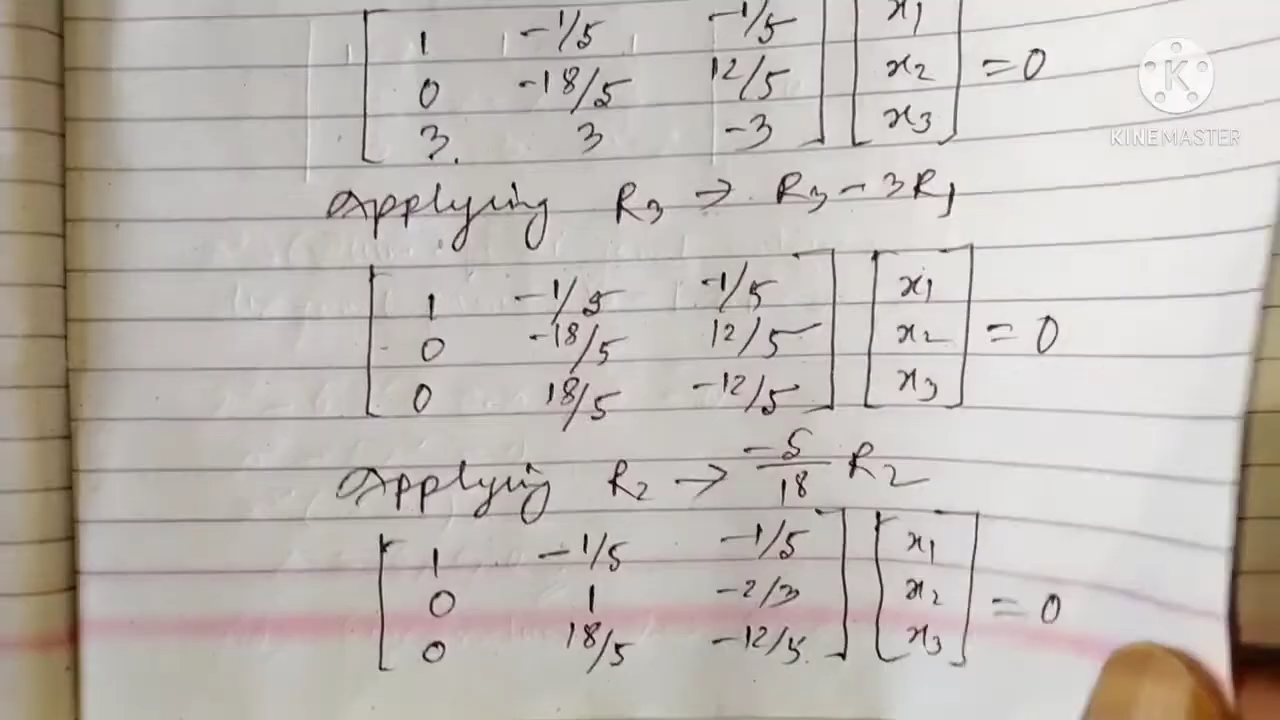 1 -1/5 -1/5 x1
0 -18/5 12/5 x2 = 0
3 3 -3 x3
K
KINEMASTER
Applying R3 → R3 - 3R1
1 -1/5 -1/5 x1
0 -18/5 12/5 x2 = 0
0 18/5 -12/5 x3
Applying R2 → -5/18 R2
1 -1/5 -1/5 x1
0 1 -2/3 x2 = 0
0 18/5 -12/5 x3